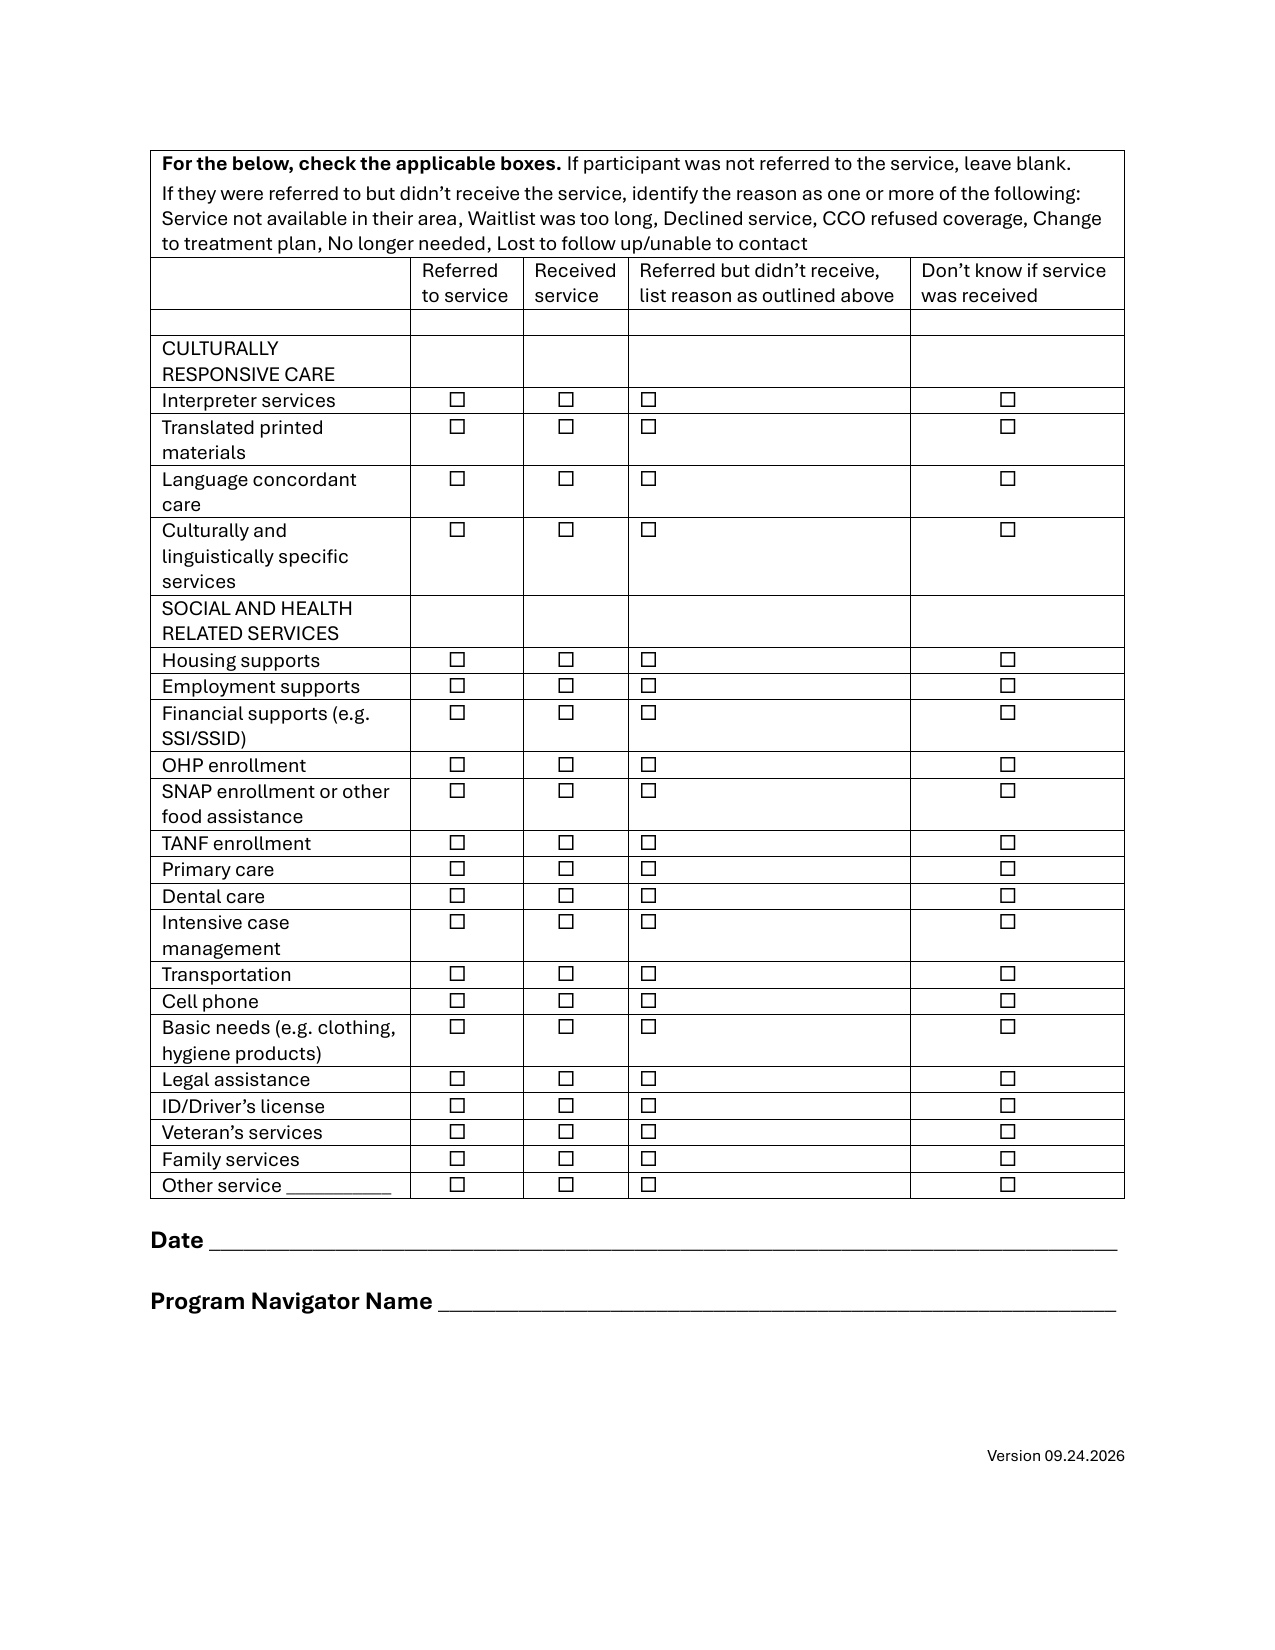 For the below, check the applicable boxes. If participant was not referred to the service, leave blank.
If they were referred to but didn’t receive the service, identify the reason as one or more of the following:
Service not available in their area, Waitlist was too long, Declined service, CCO refused coverage, Change
to treatment plan, No longer needed, Lost to follow up/unable to contact
Referred
to service
Received
service
Referred but didn’t receive,
list reason as outlined above
Don’t know if service
was received
CULTURALLY
RESPONSIVE CARE
Interpreter services ☐ ☐ ☐ ☐
Translated printed ☐ ☐ ☐ ☐
materials
Language concordant ☐ ☐ ☐ ☐
care
Culturally and ☐ ☐ ☐ ☐
linguistically specific
services
SOCIAL AND HEALTH
RELATED SERVICES
Housing supports ☐ ☐ ☐ ☐
Employment supports ☐ ☐ ☐ ☐
Financial supports (e.g. ☐ ☐ ☐ ☐
SSI/SSID)
OHP enrollment ☐ ☐ ☐ ☐
SNAP enrollment or other ☐ ☐ ☐ ☐
food assistance
TANF enrollment ☐ ☐ ☐ ☐
Primary care ☐ ☐ ☐ ☐
Dental care ☐ ☐ ☐ ☐
Intensive case ☐ ☐ ☐ ☐
management
Transportation ☐ ☐ ☐ ☐
Cell phone ☐ ☐ ☐ ☐
Basic needs (e.g. clothing, ☐ ☐ ☐ ☐
hygiene products)
Legal assistance ☐ ☐ ☐ ☐
ID/Driver’s license ☐ ☐ ☐ ☐
Veteran’s services ☐ ☐ ☐ ☐
Family services ☐ ☐ ☐ ☐
Other service __________ ☐ ☐ ☐ ☐
Date ____________________
Program Navigator Name ____________________
Version 09.24.2026